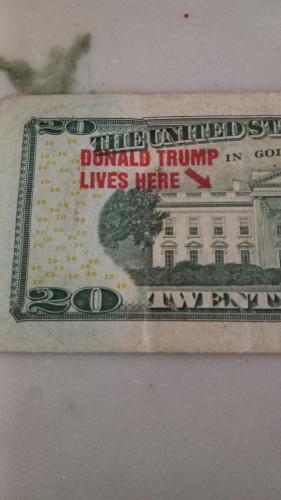 20
THE UNITED ST
DONALD TRUMP
IN GO
LIVES HERE
20
TWENT